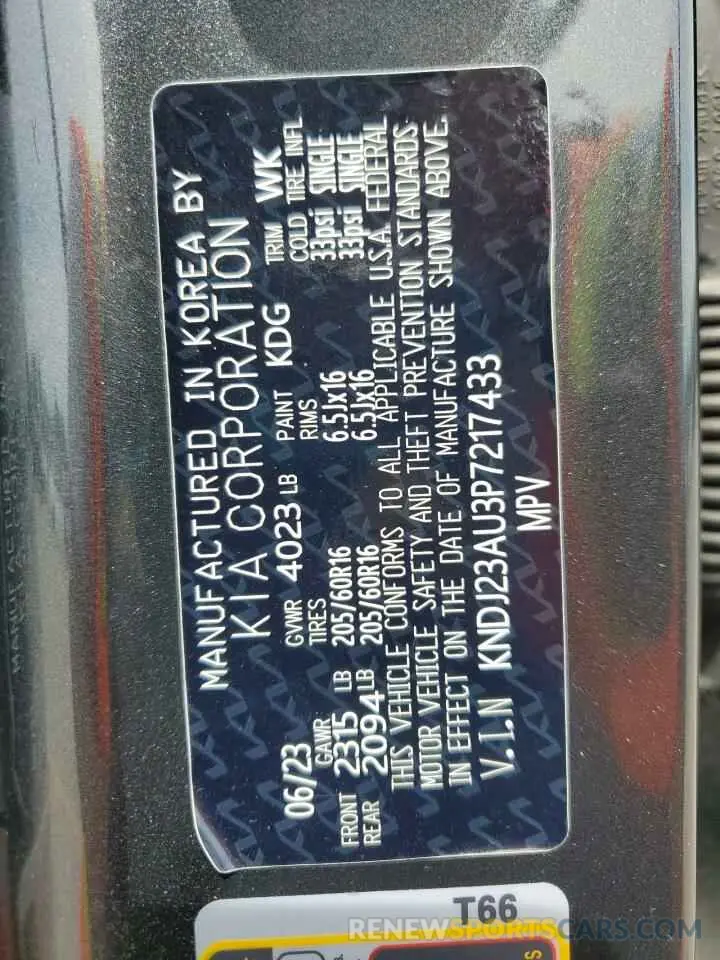 MANUFACTURED IN KOREA BY
KIA CORPORATION
06/23 GVWR 4023 LB PAINT KDG TRIM WK
GAWR TIRES RIMS COLD TIRE INFL
FRONT 2315 LB 205/60R16 6.5Jx16 33psi SINGLE
REAR 2094 LB 205/60R16 6.5Jx16 33psi SINGLE
THIS VEHICLE CONFORMS TO ALL APPLICABLE U.S.A. FEDERAL
MOTOR VEHICLE SAFETY AND THEFT PREVENTION STANDARDS
IN EFFECT ON THE DATE OF MANUFACTURE SHOWN ABOVE.
V.I.N KNDJ23AU3P7217433
MPV
T66
RENEWSPORTSCARS.COM